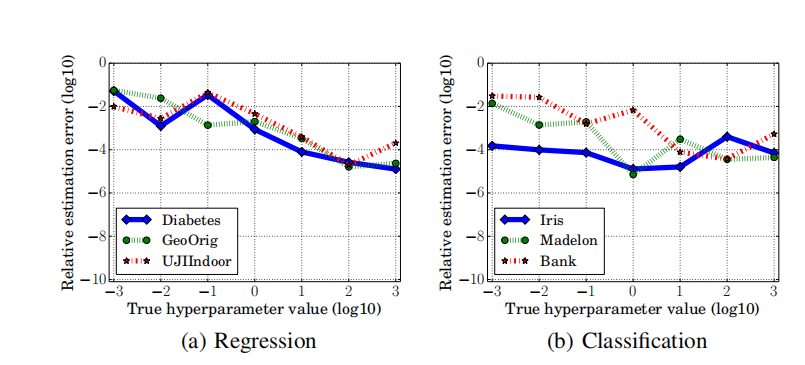 0
−2
−4
−6
−8
−10
Relative estimation error (log10)
Diabetes
GeoOrig
UJIIndoor
−3 −2 −1 0 1 2 3
True hyperparameter value (log10)
(a) Regression
0
−2
−4
−6
−8
−10
Relative estimation error (log10)
Iris
Madelon
Bank
−3 −2 −1 0 1 2 3
True hyperparameter value (log10)
(b) Classification